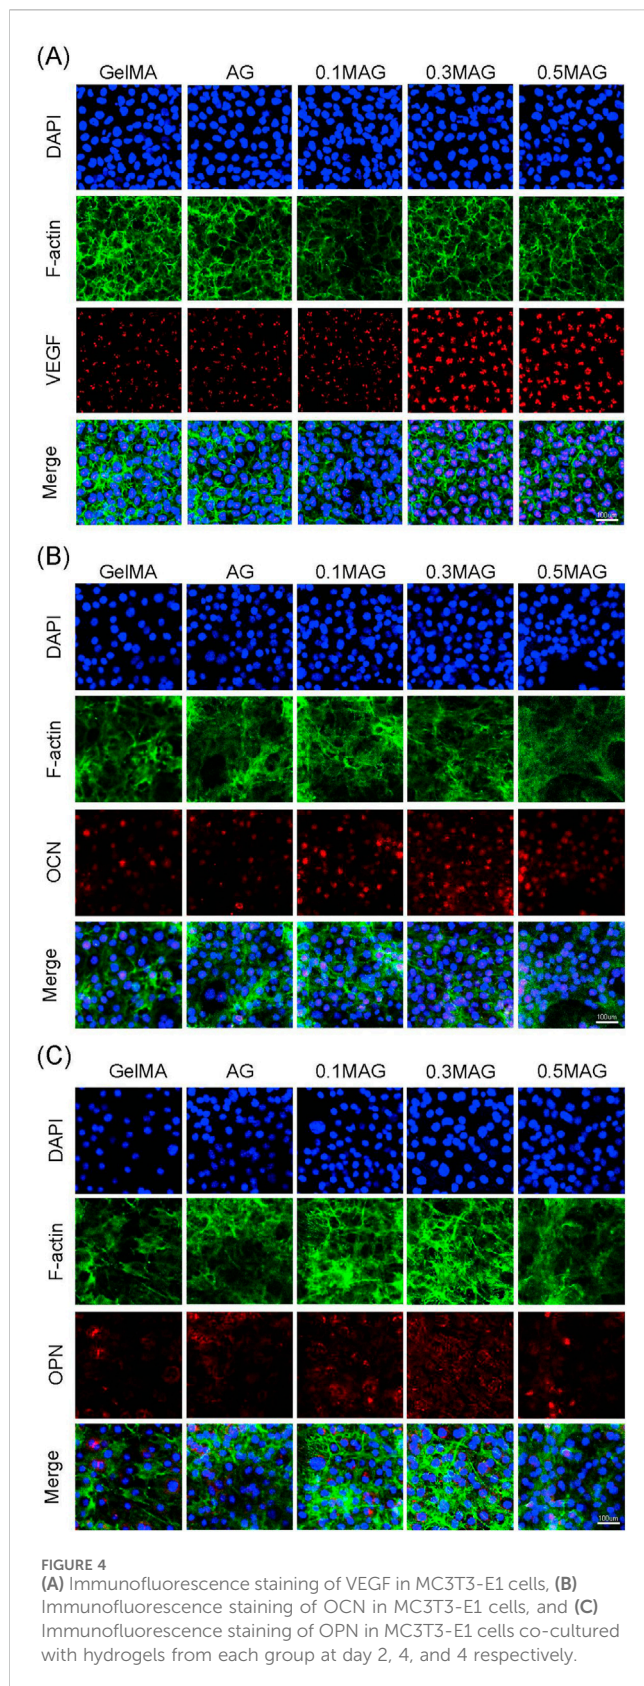 (A)
GelMA AG 0.1MAG 0.3MAG 0.5MAG
DAPI
F-actin
VEGF
Merge
100um
(B)
GelMA AG 0.1MAG 0.3MAG 0.5MAG
DAPI
F-actin
OCN
Merge
100um
(C)
GelMA AG 0.1MAG 0.3MAG 0.5MAG
DAPI
F-actin
OPN
Merge
100um
FIGURE 4
(A) Immunofluorescence staining of VEGF in MC3T3-E1 cells, (B)
Immunofluorescence staining of OCN in MC3T3-E1 cells, and (C)
Immunofluorescence staining of OPN in MC3T3-E1 cells co-cultured
with hydrogels from each group at day 2, 4, and 4 respectively.